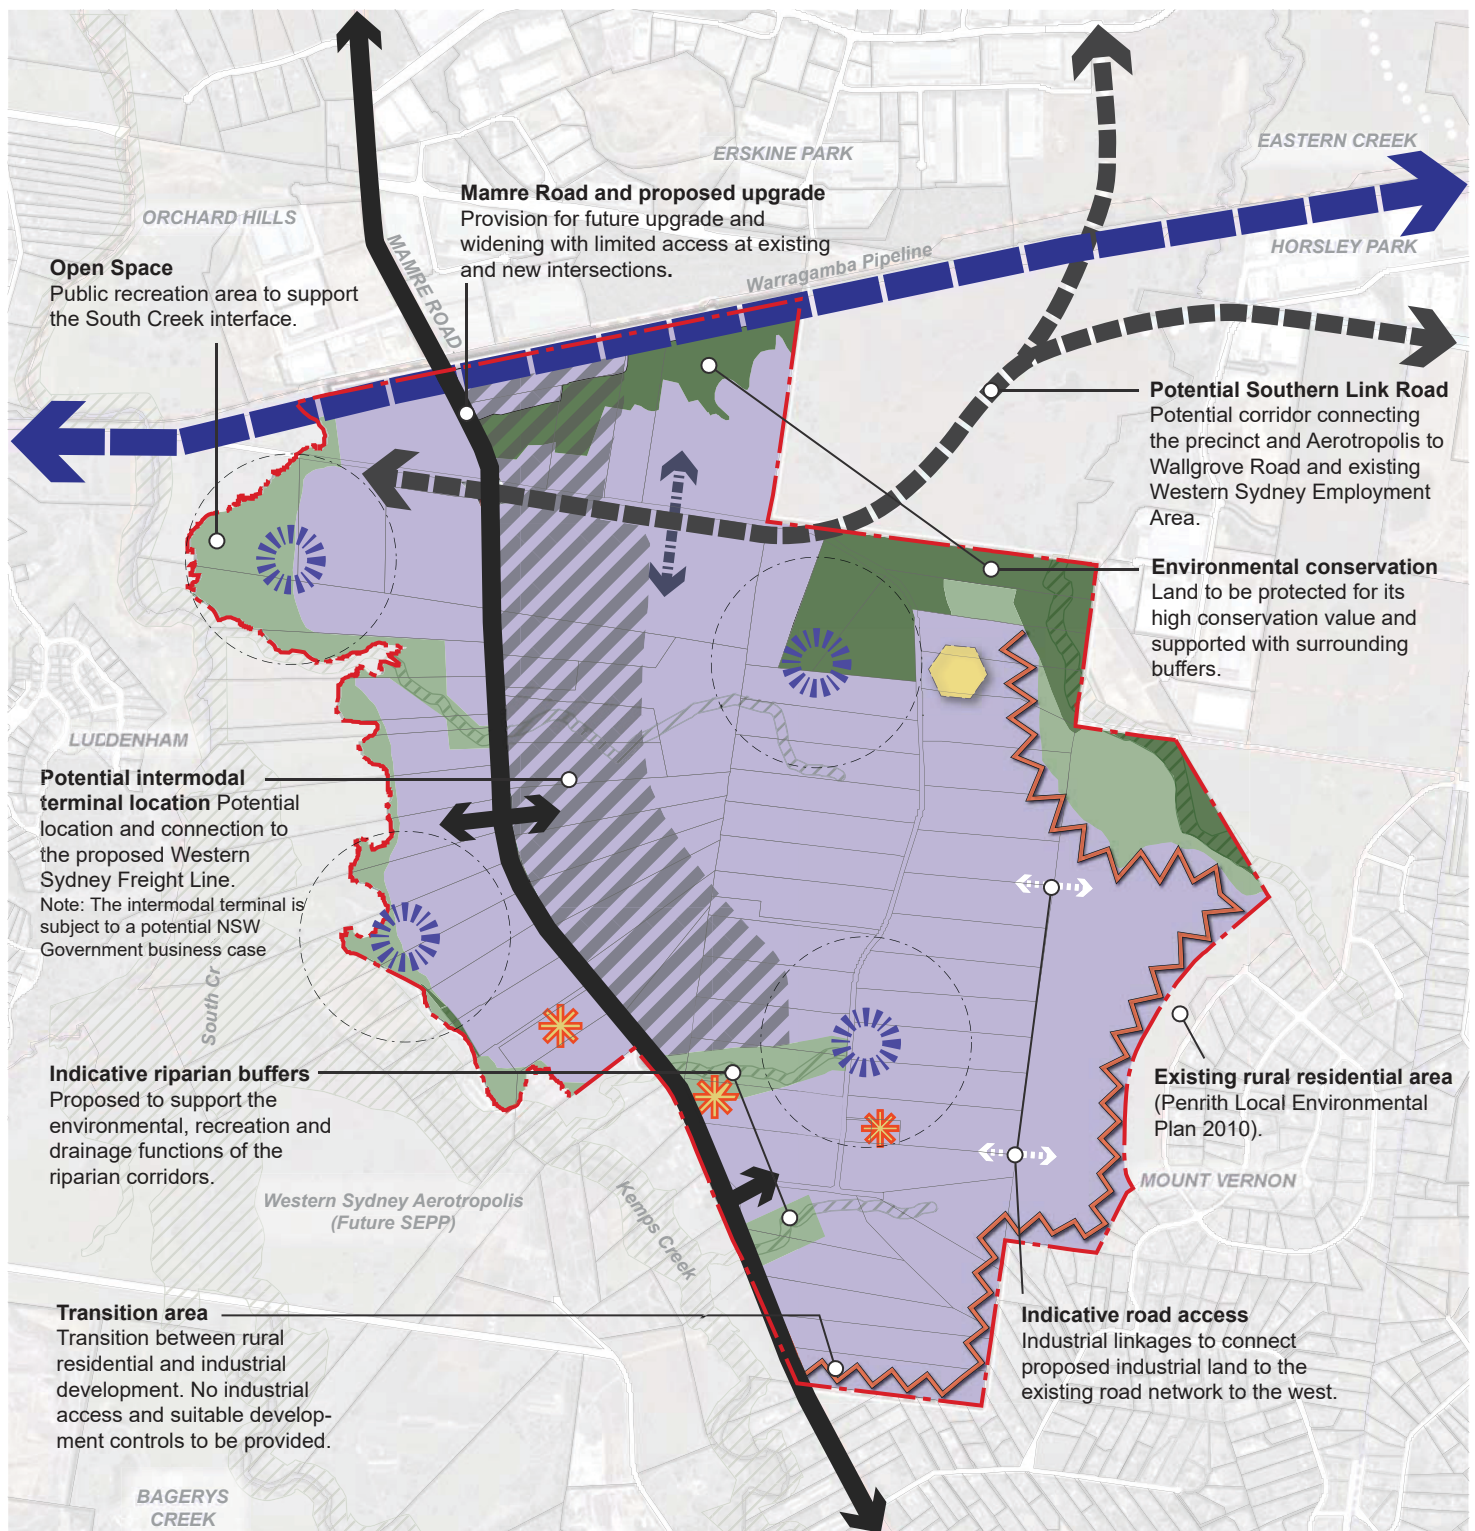 ERSKINE PARK
EASTERN CREEK
ORCHARD HILLS
Mamre Road and proposed upgrade
Provision for future upgrade and
widening with limited access at existing
and new intersections.
MAMRE ROAD
Warragamba Pipeline
HORSLEY PARK
Open Space
Public recreation area to support
the South Creek interface.
Potential Southern Link Road
Potential corridor connecting
the precinct and Aerotropolis to
Wallgrove Road and existing
Western Sydney Employment
Area.
Environmental conservation
Land to be protected for its
high conservation value and
supported with surrounding
buffers.
LUDDENHAM
Potential intermodal
terminal location Potential
location and connection to
the proposed Western
Sydney Freight Line.
Note: The intermodal terminal is
subject to a potential NSW
Government business case
South Cr
Indicative riparian buffers
Proposed to support the
environmental, recreation and
drainage functions of the
riparian corridors.
Existing rural residential area
(Penrith Local Environmental
Plan 2010).
MOUNT VERNON
Western Sydney Aerotropolis
(Future SEPP)
Kemps Creek
Transition area
Transition between rural
residential and industrial
development. No industrial
access and suitable develop-
ment controls to be provided.
Indicative road access
Industrial linkages to connect
proposed industrial land to the
existing road network to the west.
BAGERYS
CREEK